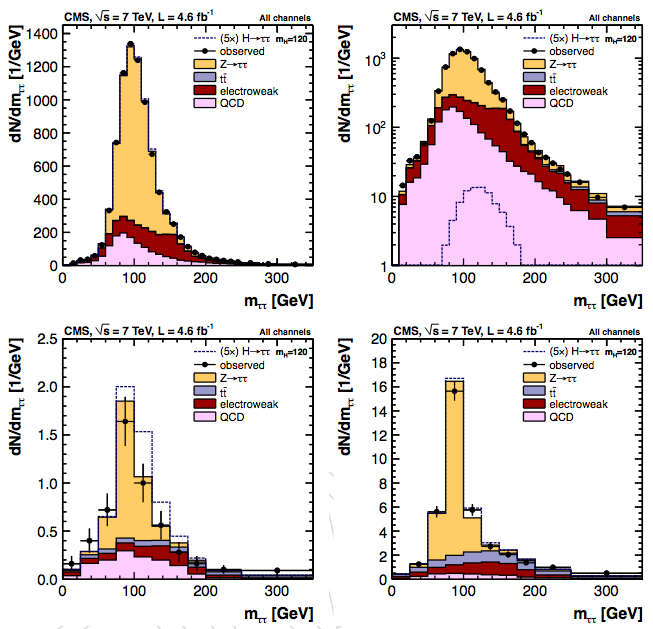 CMS, √s = 7 TeV, L = 4.6 fb⁻¹ All channels
dN/dmττ [1/GeV]
1400
1200
1000
800
600
400
200
0
(5×) H→ττ mH=120
observed
Z→ττ
tt̄
electroweak
QCD
0 100 200 300
mττ [GeV]
CMS, √s = 7 TeV, L = 4.6 fb⁻¹ All channels
dN/dmττ [1/GeV]
10³
10²
10
1
(5×) H→ττ mH=120
observed
Z→ττ
tt̄
electroweak
QCD
0 100 200 300
mττ [GeV]
CMS, √s = 7 TeV, L = 4.6 fb⁻¹ All channels
dN/dmττ [1/GeV]
2.5
2.0
1.5
1.0
0.5
0.0
(5×) H→ττ mH=120
observed
Z→ττ
tt̄
electroweak
QCD
0 100 200 300
mττ [GeV]
CMS, √s = 7 TeV, L = 4.6 fb⁻¹ All channels
dN/dmττ [1/GeV]
20
18
16
14
12
10
8
6
4
2
0
(5×) H→ττ mH=120
observed
Z→ττ
tt̄
electroweak
QCD
0 100 200 300
mττ [GeV]